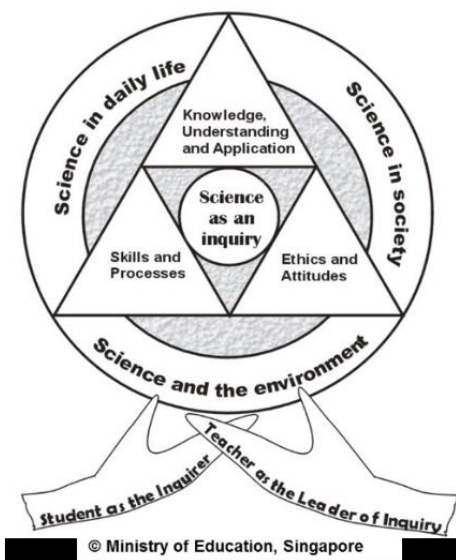 Science in daily life
Science in society
Knowledge,
Understanding
and Application
Science
as an
inquiry
Skills and
Processes
Ethics and
Attitudes
Science and the environment
Student as the Inquirer
Teacher as the Leader of Inquiry
© Ministry of Education, Singapore